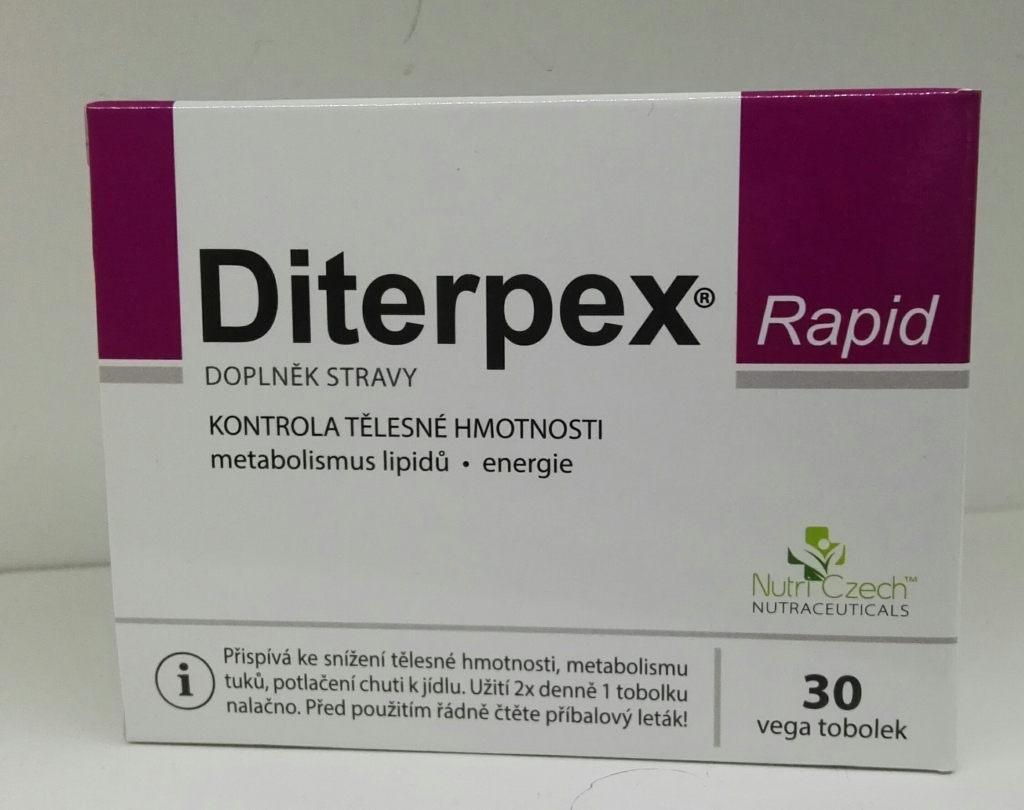 Diterpex®
Rapid
DOPLNĚK STRAVY
KONTROLA TĚLESNÉ HMOTNOSTI
metabolismus lipidů • energie
Nutri Czech™
NUTRACEUTICALS
i
Přispívá ke snížení tělesné hmotnosti, metabolismu
tuků, potlačení chuti k jídlu. Užití 2x denně 1 tobolku
nalačno. Před použitím řádně čtěte příbalový leták!
30
vega tobolek